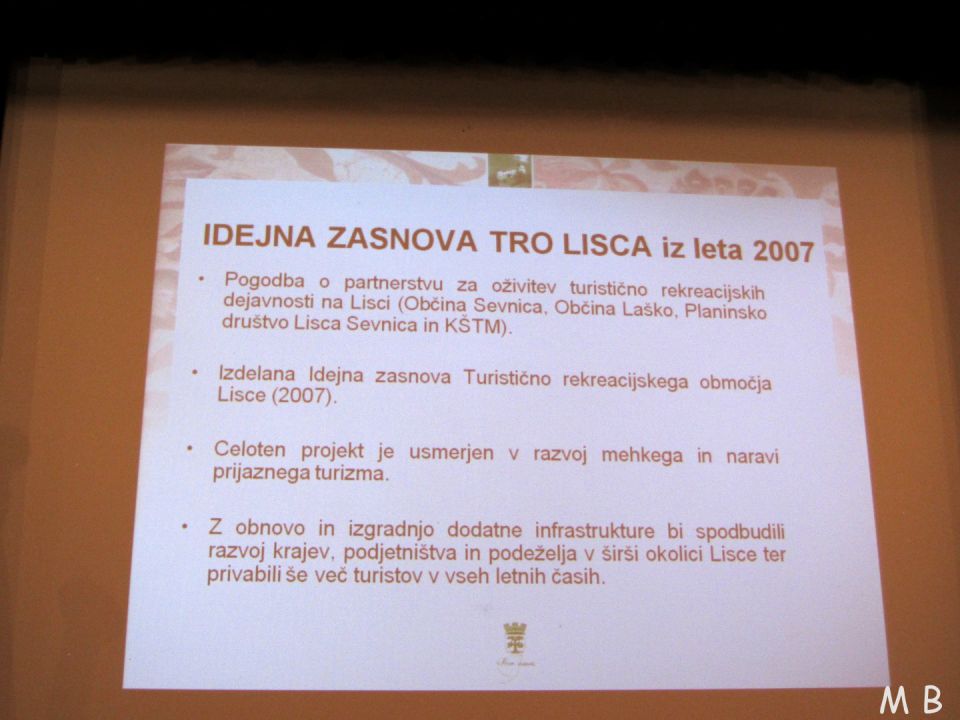 IDEJNA ZASNOVA TRO LISCA iz leta 2007
• Pogodba o partnerstvu za oživitev turistično rekreacijskih
dejavnosti na Lisci (Občina Sevnica, Občina Laško, Planinsko
društvo Lisca Sevnica in KŠTM).
• Izdelana Idejna zasnova Turistično rekreacijskega območja
Lisce (2007).
• Celoten projekt je usmerjen v razvoj mehkega in naravi
prijaznega turizma.
• Z obnovo in izgradnjo dodatne infrastrukture bi spodbudili
razvoj krajev, podjetništva in podeželja v širši okolici Lisce ter
privabili še več turistov v vseh letnih časih.
M B